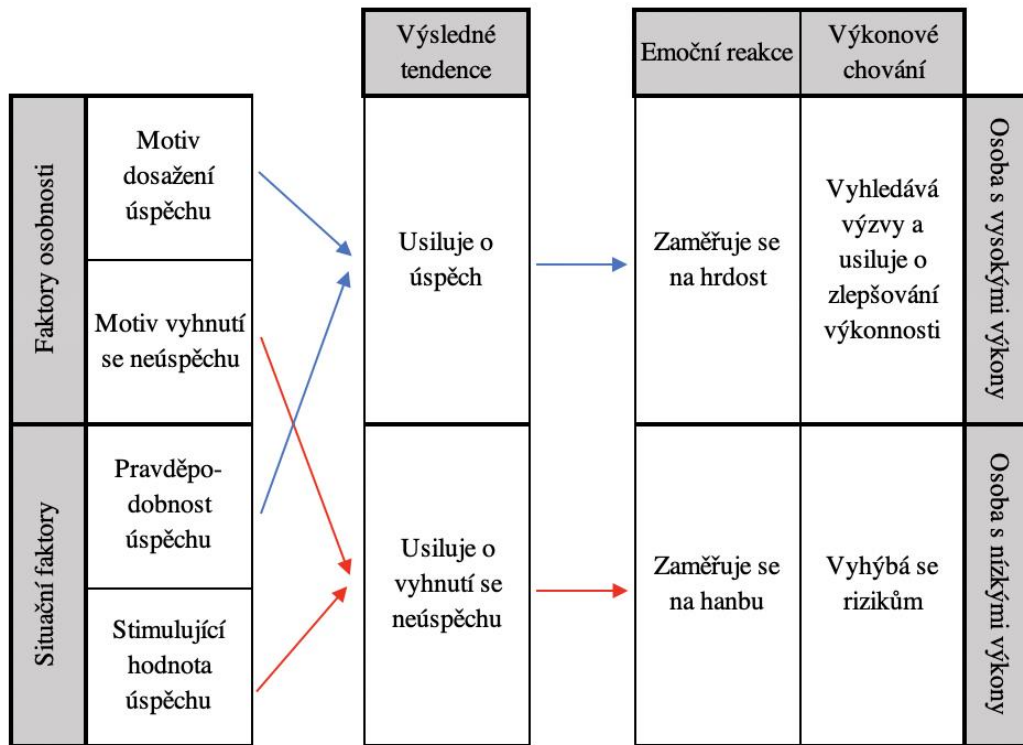 Výsledné
tendence
Emoční reakce
Výkonové
chování
Faktory osobnosti
Motiv
dosažení
úspěchu
Motiv vyhnutí
se neúspěchu
Usiluje o
úspěch
Zaměřuje se
na hrdost
Vyhledává
výzvy a
usiluje o
zlepšování
výkonnosti
Osoba s vysokými výkony
Situační faktory
Pravděpo-
dobnost
úspěchu
Stimulující
hodnota
úspěchu
Usiluje o
vyhnutí se
neúspěchu
Zaměřuje se
na hanbu
Vyhýbá se
rizikům
Osoba s nízkými výkony